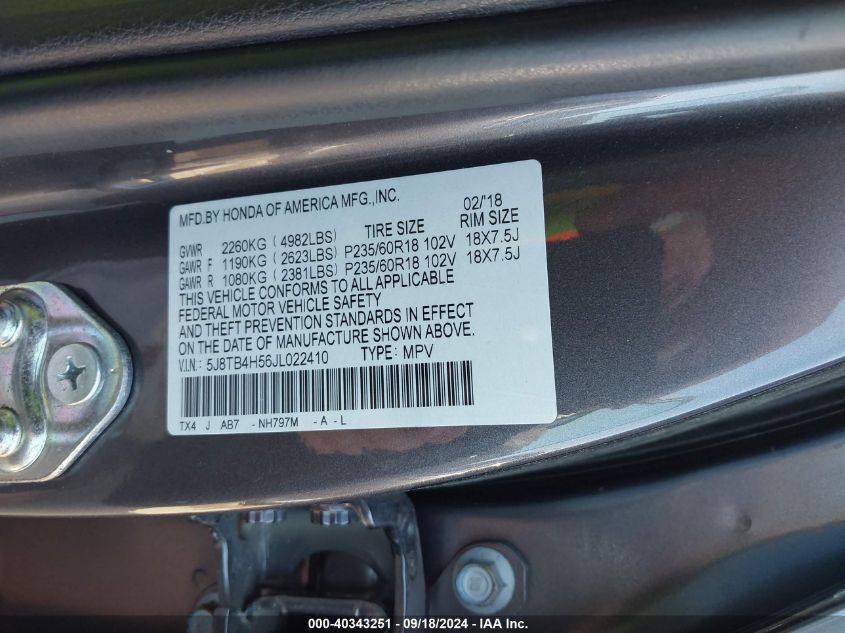 MFD.BY HONDA OF AMERICA MFG.,INC. 02/'18
TIRE SIZE RIM SIZE
GVWR 2260KG ( 4982LBS)
GAWR F 1190KG ( 2623LBS) P235/60R18 102V 18X7.5J
GAWR R 1080KG ( 2381LBS) P235/60R18 102V 18X7.5J
THIS VEHICLE CONFORMS TO ALL APPLICABLE
FEDERAL MOTOR VEHICLE SAFETY
AND THEFT PREVENTION STANDARDS IN EFFECT
ON THE DATE OF MANUFACTURE SHOWN ABOVE.
V.I.N.: 5J8TB4H56JL022410 TYPE: MPV
TX4 J AB7 -NH797M -A-L
000-40343251 - 09/18/2024 - IAA Inc.